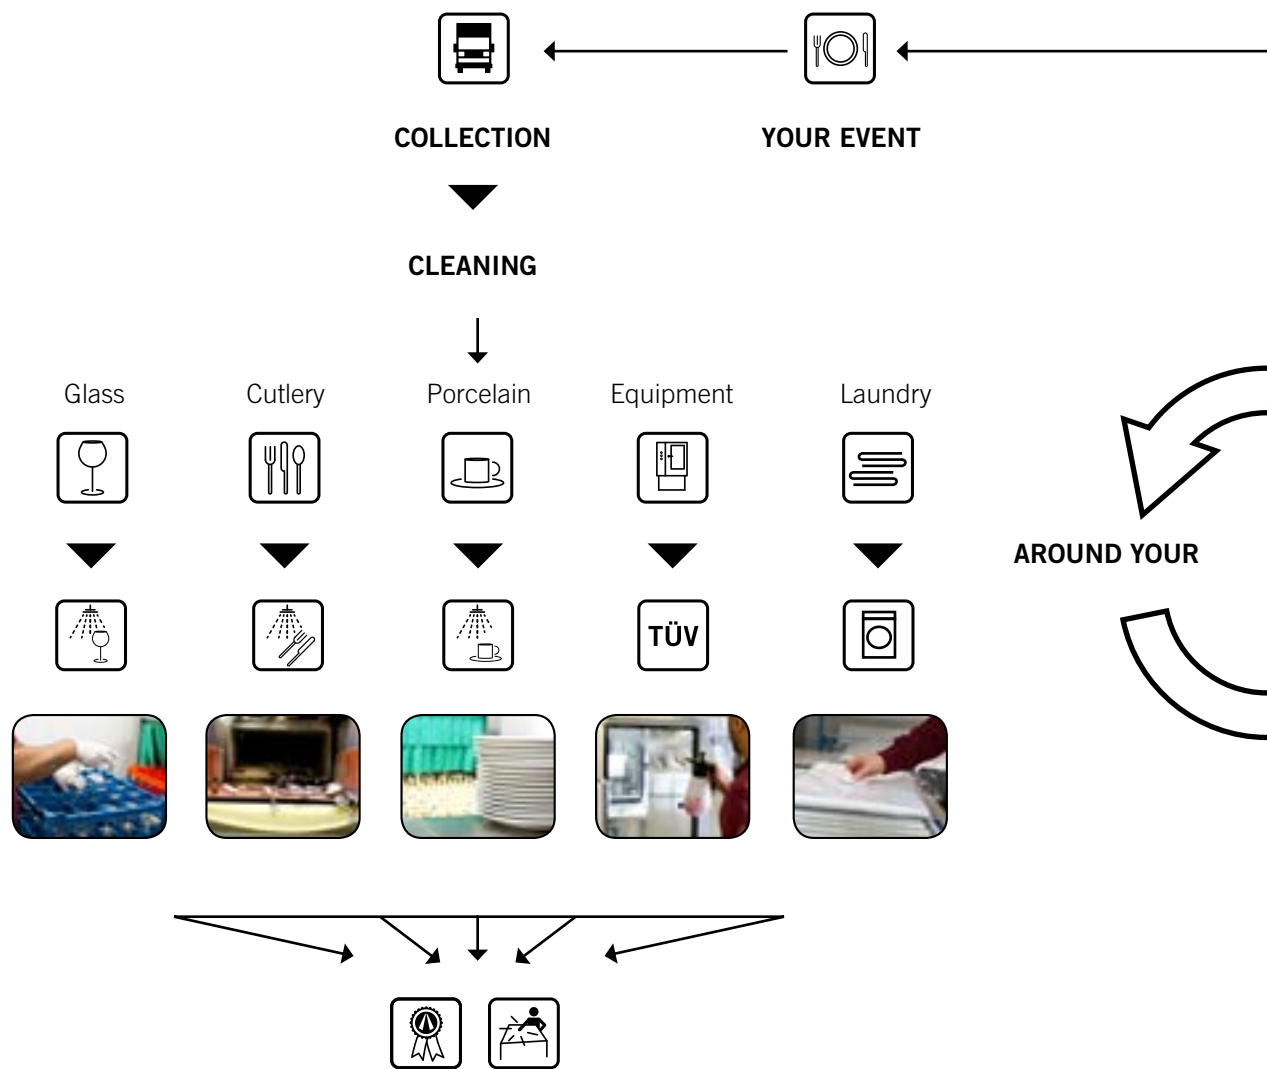 COLLECTION
YOUR EVENT
CLEANING
Glass
Cutlery
Porcelain
Equipment
Laundry
AROUND YOUR
TÜV